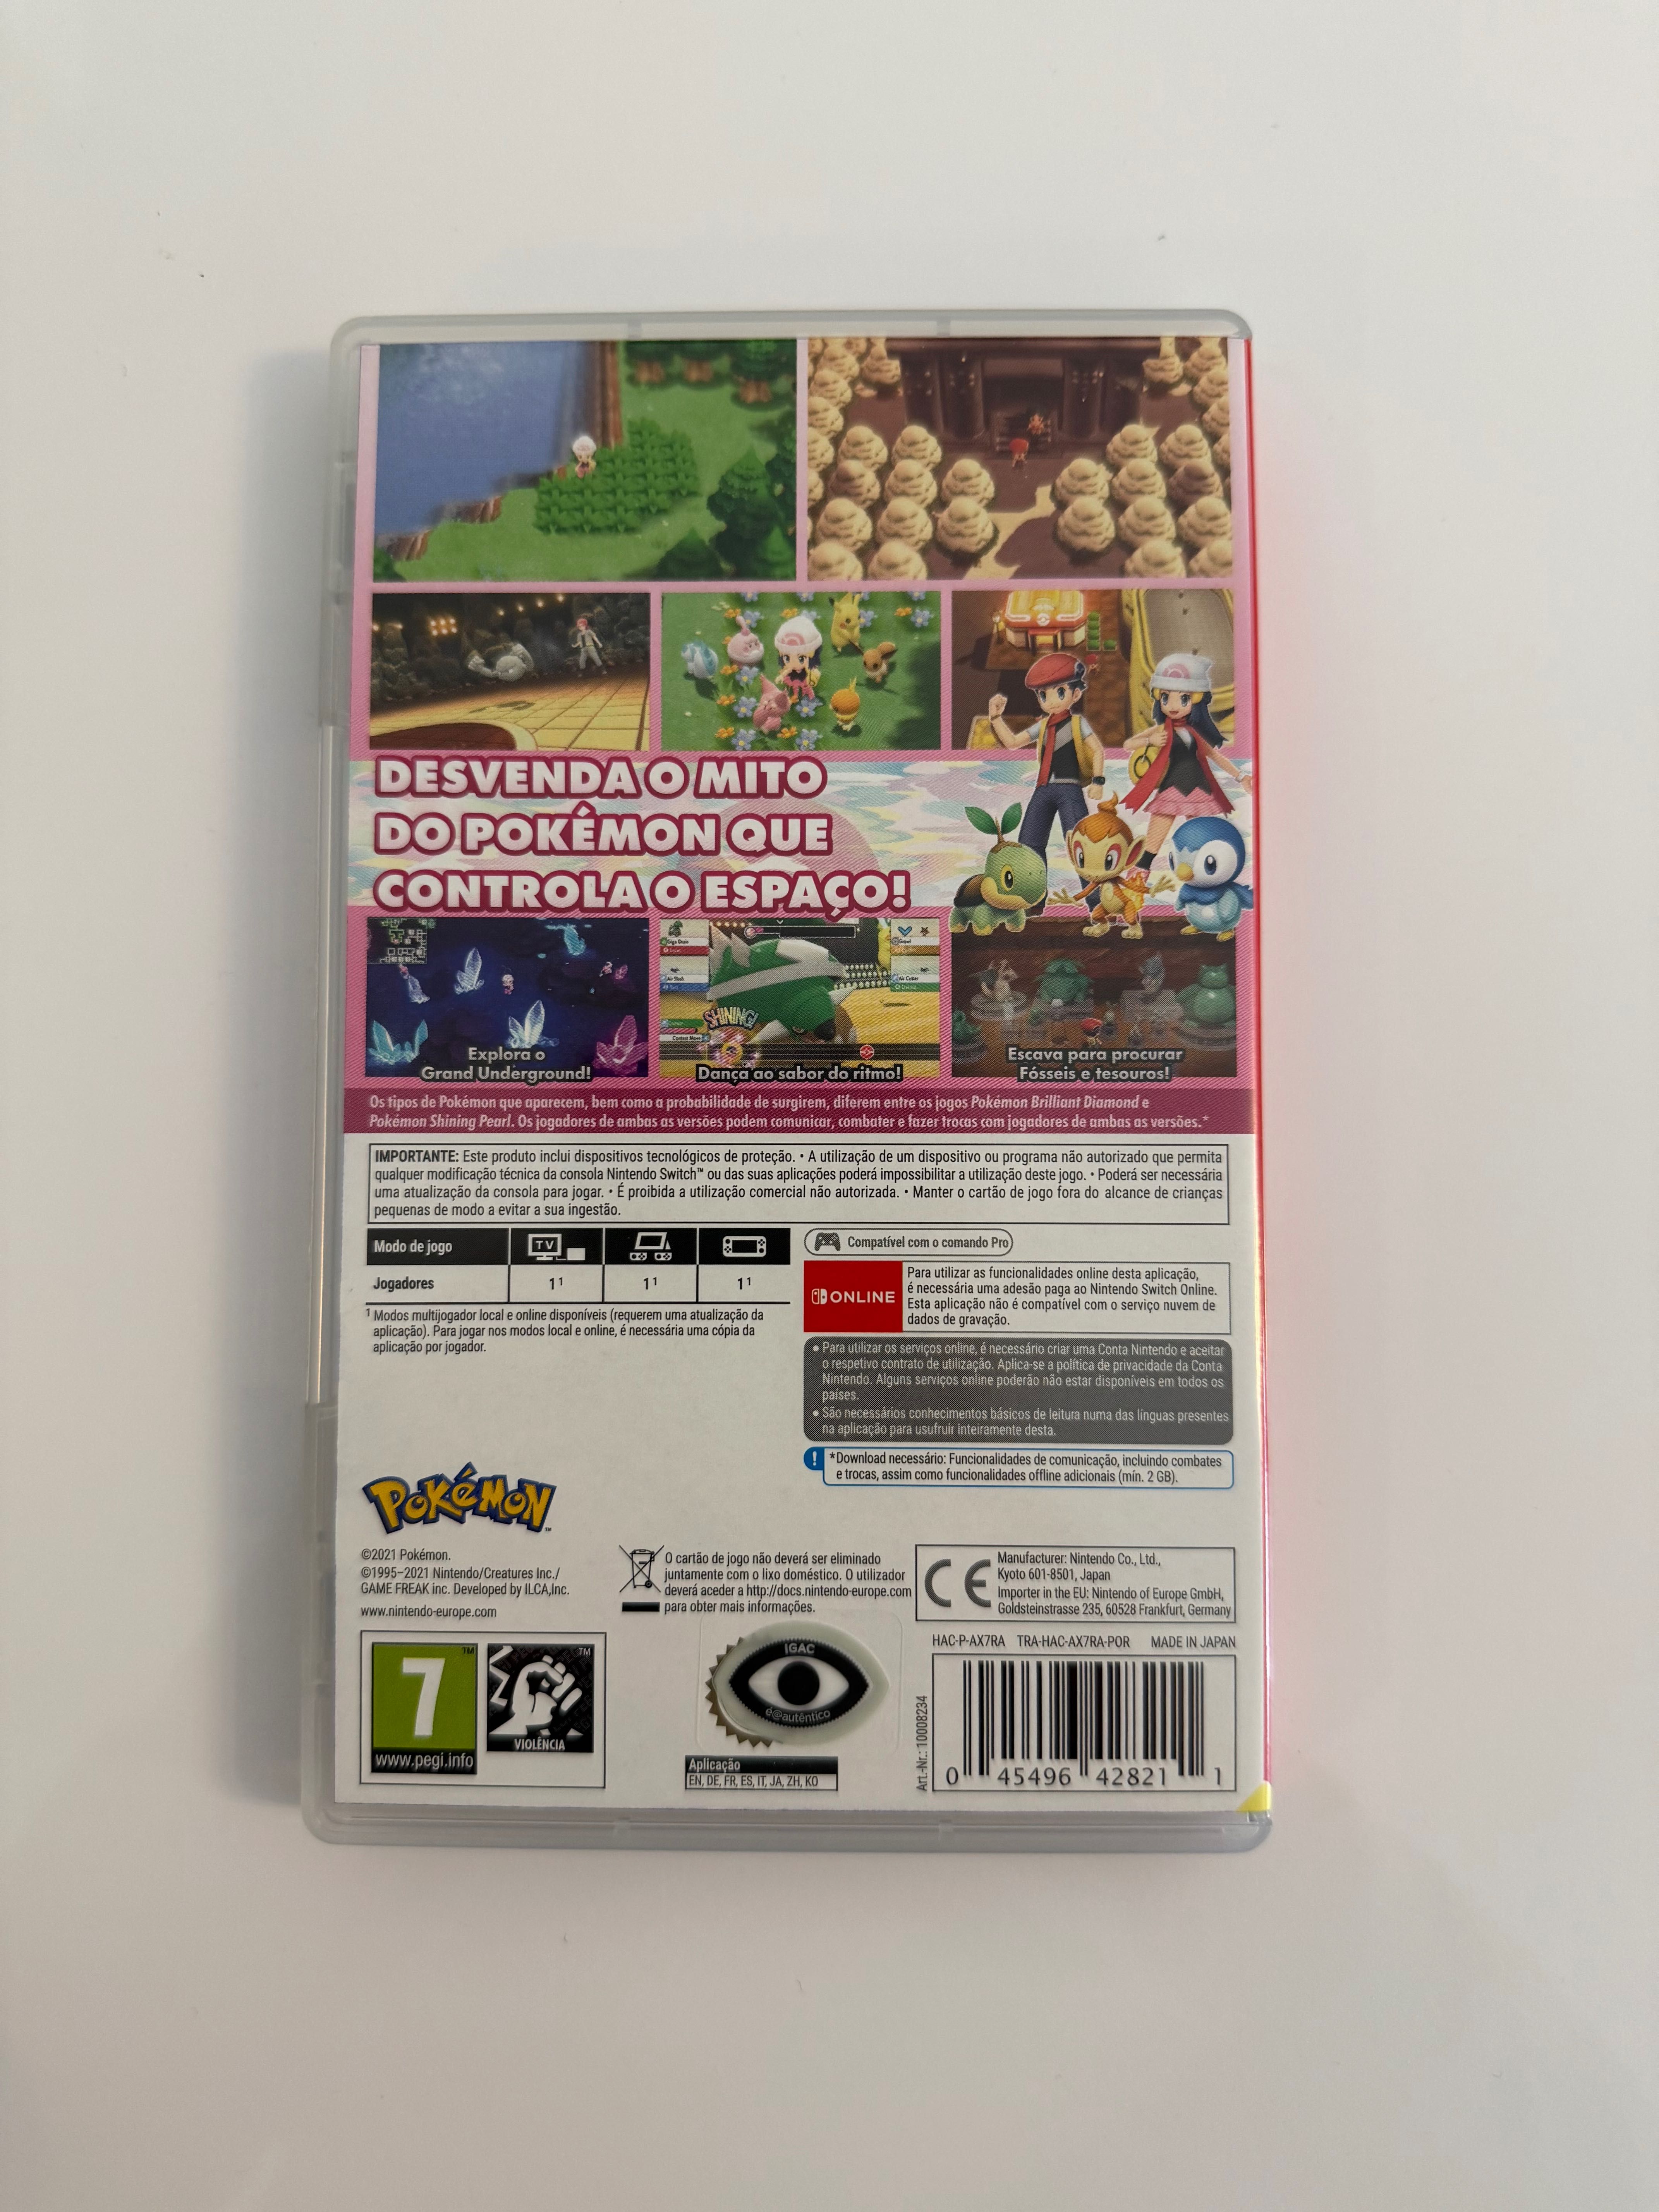 DESVENDA O MITO
DO POKÉMON QUE
CONTROLA O ESPAÇO!
Giga Drain
Growl
Air Slash
Air Cutter
SHINING!
Contest Move
Explora o
Grand Underground!
Dança ao sabor do ritmo!
Escava para procurar
Fósseis e tesouros!
Os tipos de Pokémon que aparecem, bem como a probabilidade de surgirem, diferem entre os jogos Pokémon Brilliant Diamond e
Pokémon Shining Pearl. Os jogadores de ambas as versões podem comunicar, combater e fazer trocas com jogadores de ambas as versões.*
IMPORTANTE: Este produto inclui dispositivos tecnológicos de proteção. • A utilização de um dispositivo ou programa não autorizado que permita
qualquer modificação técnica da consola Nintendo Switch™ ou das suas aplicações poderá impossibilitar a utilização deste jogo. • Poderá ser necessária
uma atualização da consola para jogar. • É proibida a utilização comercial não autorizada. • Manter o cartão de jogo fora do alcance de crianças
pequenas de modo a evitar a sua ingestão.
Modo de jogo
TV
Jogadores
1¹
1¹
1¹
¹ Modos multijogador local e online disponíveis (requerem uma atualização da
aplicação). Para jogar nos modos local e online, é necessária uma cópia da
aplicação por jogador.
Compatível com o comando Pro
ONLINE
Para utilizar as funcionalidades online desta aplicação,
é necessária uma adesão paga ao Nintendo Switch Online.
Esta aplicação não é compatível com o serviço nuvem de
dados de gravação.
• Para utilizar os serviços online, é necessário criar uma Conta Nintendo e aceitar
o respetivo contrato de utilização. Aplica-se a política de privacidade da Conta
Nintendo. Alguns serviços online poderão não estar disponíveis em todos os
países.
• São necessários conhecimentos básicos de leitura numa das línguas presentes
na aplicação para usufruir inteiramente desta.
! *Download necessário: Funcionalidades de comunicação, incluindo combates
e trocas, assim como funcionalidades offline adicionais (mín. 2 GB).
POKéMON™
©2021 Pokémon.
©1995–2021 Nintendo/Creatures Inc./
GAME FREAK inc. Developed by ILCA,Inc.
www.nintendo-europe.com
O cartão de jogo não deverá ser eliminado
juntamente com o lixo doméstico. O utilizador
deverá aceder a http://docs.nintendo-europe.com
para obter mais informações.
CE
Manufacturer: Nintendo Co., Ltd.,
Kyoto 601-8501, Japan
Importer in the EU: Nintendo of Europe GmbH,
Goldsteinstrasse 235, 60528 Frankfurt, Germany
HAC-P-AX7RA TRA-HAC-AX7RA-POR MADE IN JAPAN
7™
www.pegi.info
™
VIOLÊNCIA
IGAC
é@autêntico
Aplicação
EN, DE, FR, ES, IT, JA, ZH, KO
Art.-Nr.: 10008234
0 45496 42821 1